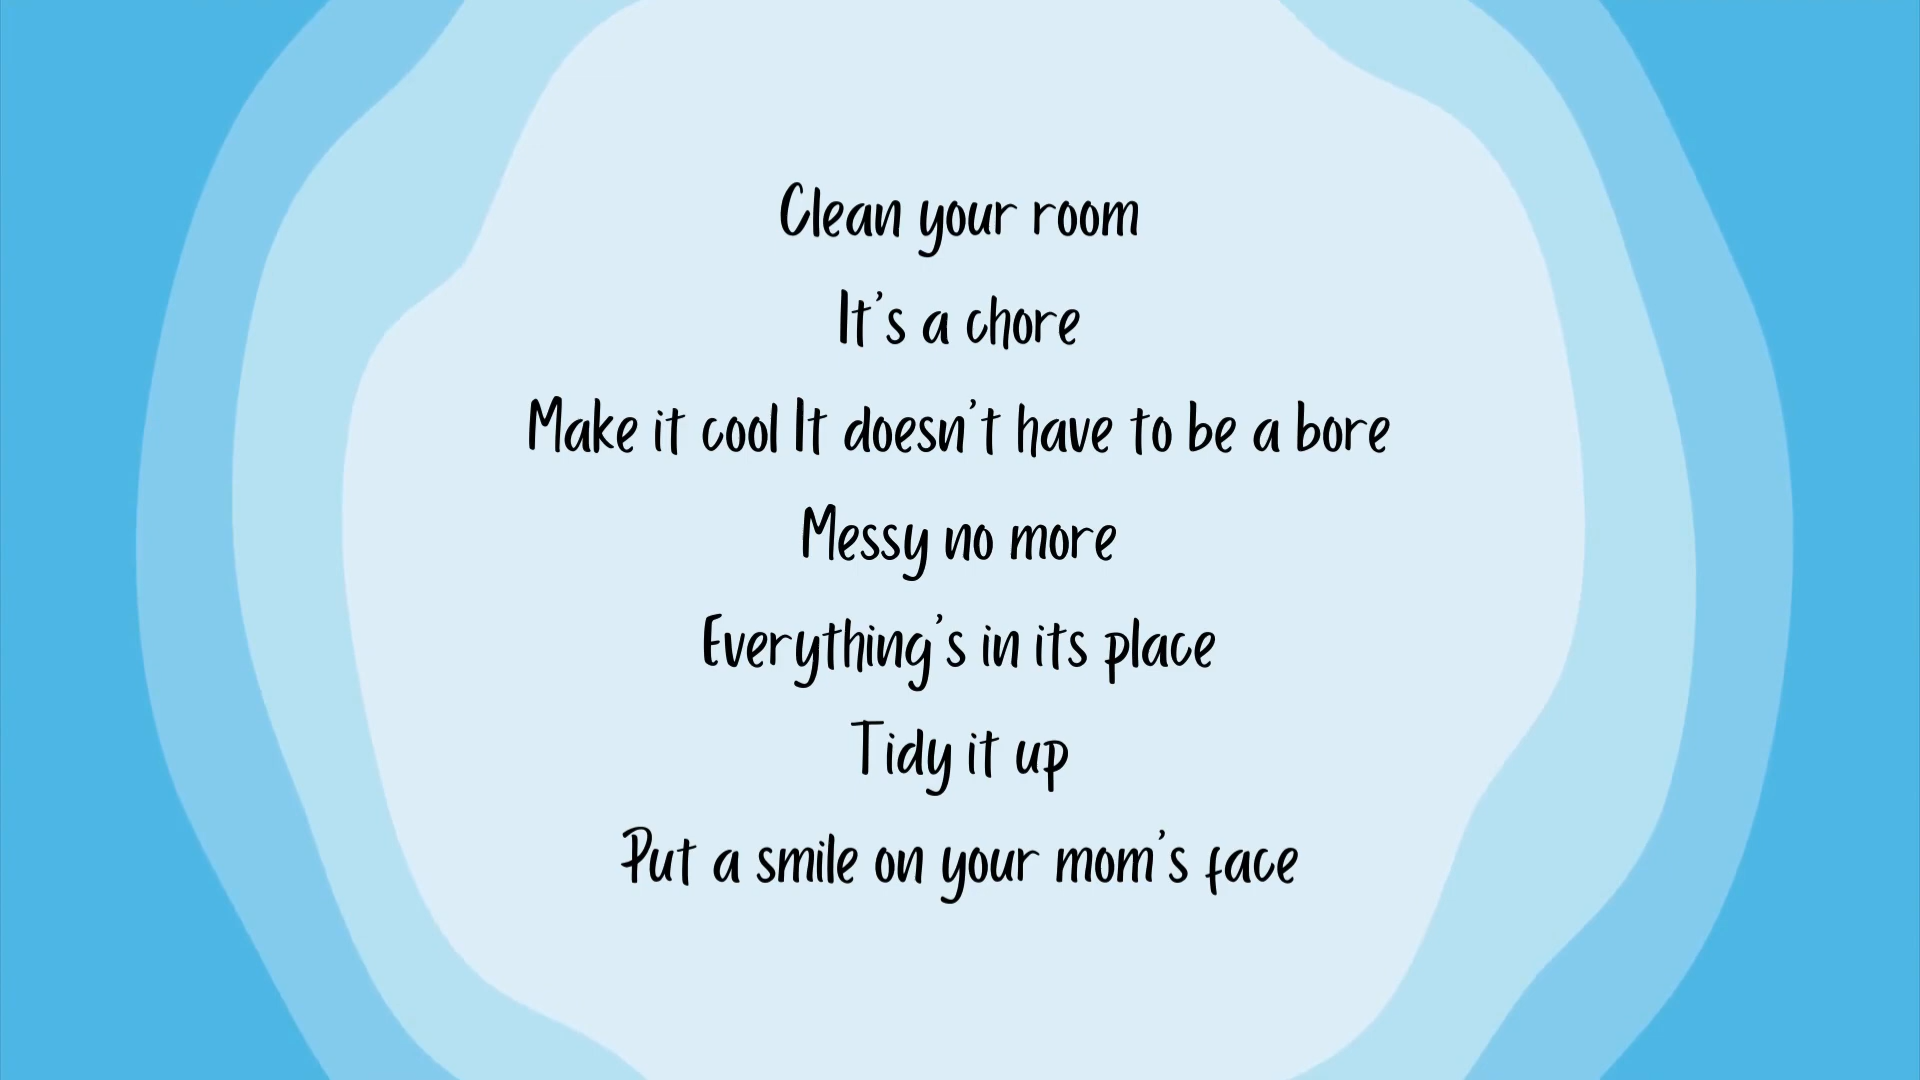 Clean your room
It's a chore
Make it cool It doesn't have to be a bore
Messy no more
Everything's in its place
Tidy it up
Put a smile on your mom's face